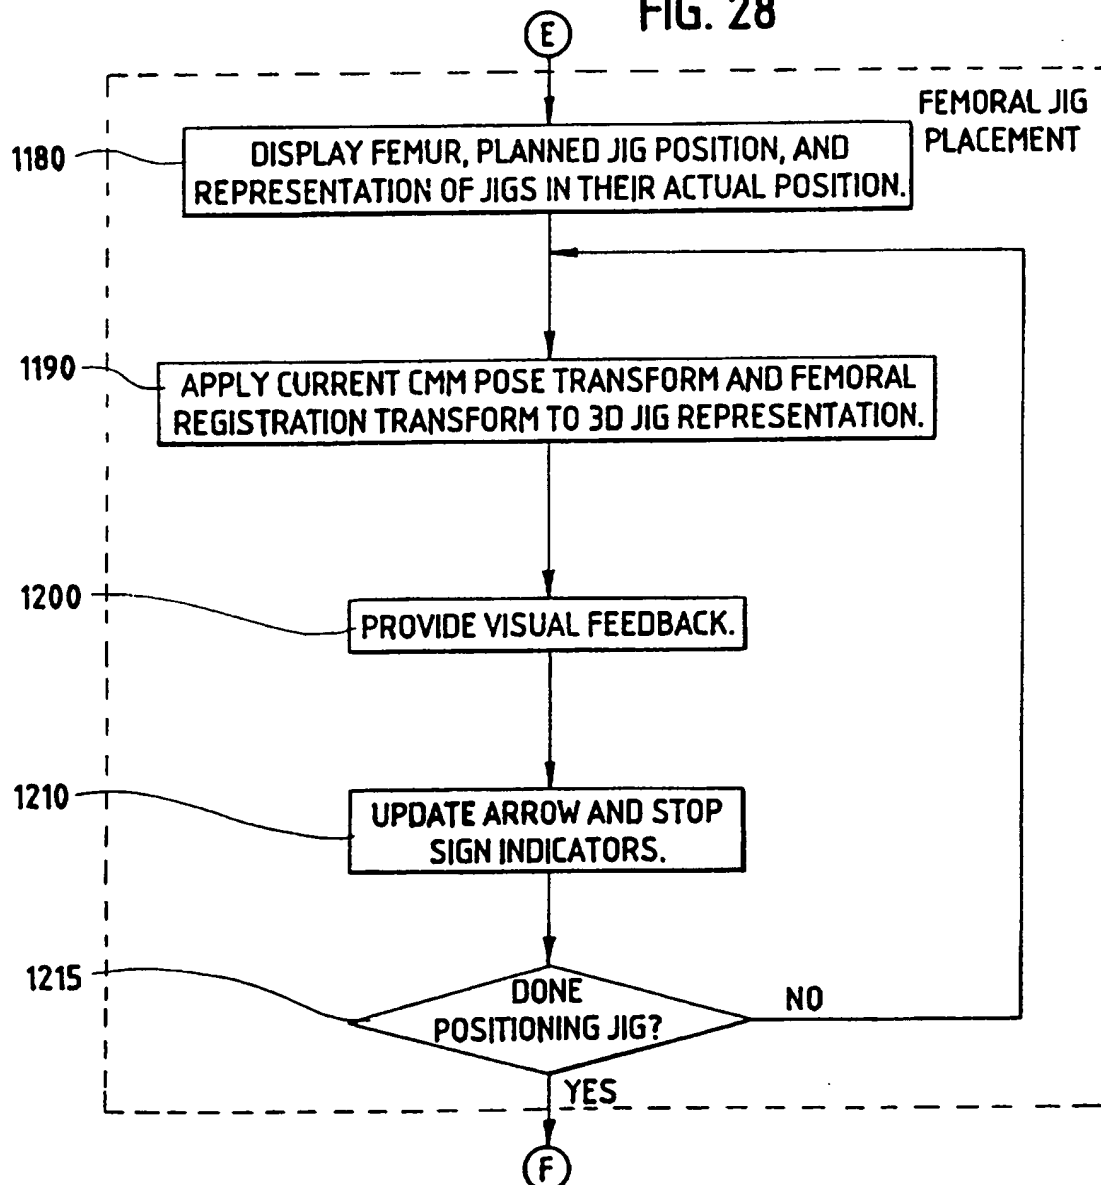 FIG. 28
E
FEMORAL JIG
PLACEMENT
1180
DISPLAY FEMUR, PLANNED JIG POSITION, AND
REPRESENTATION OF JIGS IN THEIR ACTUAL POSITION.
1190
APPLY CURRENT CMM POSE TRANSFORM AND FEMORAL
REGISTRATION TRANSFORM TO 3D JIG REPRESENTATION.
1200
PROVIDE VISUAL FEEDBACK.
1210
UPDATE ARROW AND STOP
SIGN INDICATORS.
1215
DONE
POSITIONING JIG?
NO
YES
F